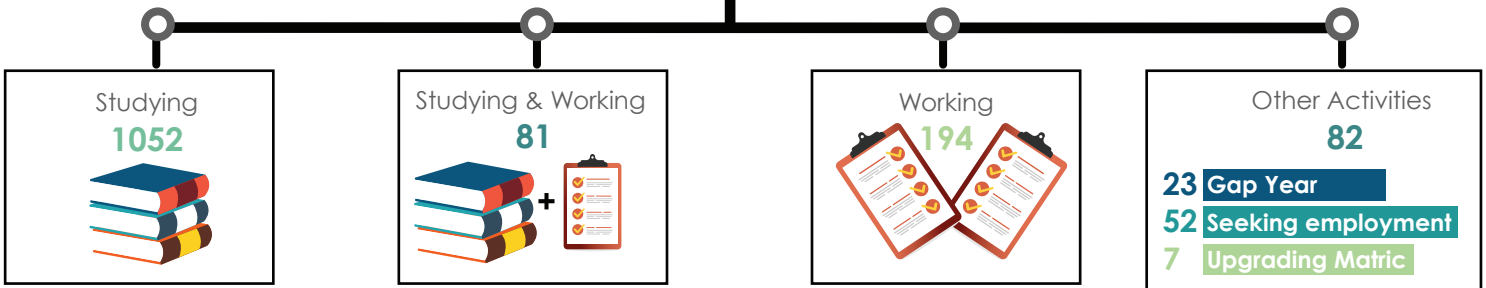 Studying
1052
Studying & Working
81
+
Working
194
Other Activities
82
23 Gap Year
52 Seeking employment
7 Upgrading Matric